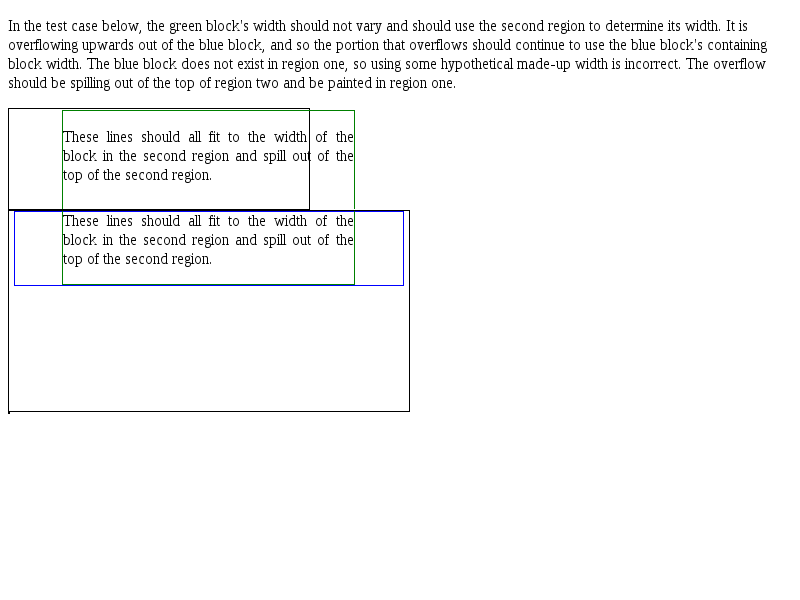 In the test case below, the green block's width should not vary and should use the second region to determine its width. It is
overflowing upwards out of the blue block, and so the portion that overflows should continue to use the blue block's containing
block width. The blue block does not exist in region one, so using some hypothetical made-up width is incorrect. The overflow
should be spilling out of the top of region two and be painted in region one.
These lines should all fit to the width of the
block in the second region and spill out of the
top of the second region.
These lines should all fit to the width of the
block in the second region and spill out of the
top of the second region.